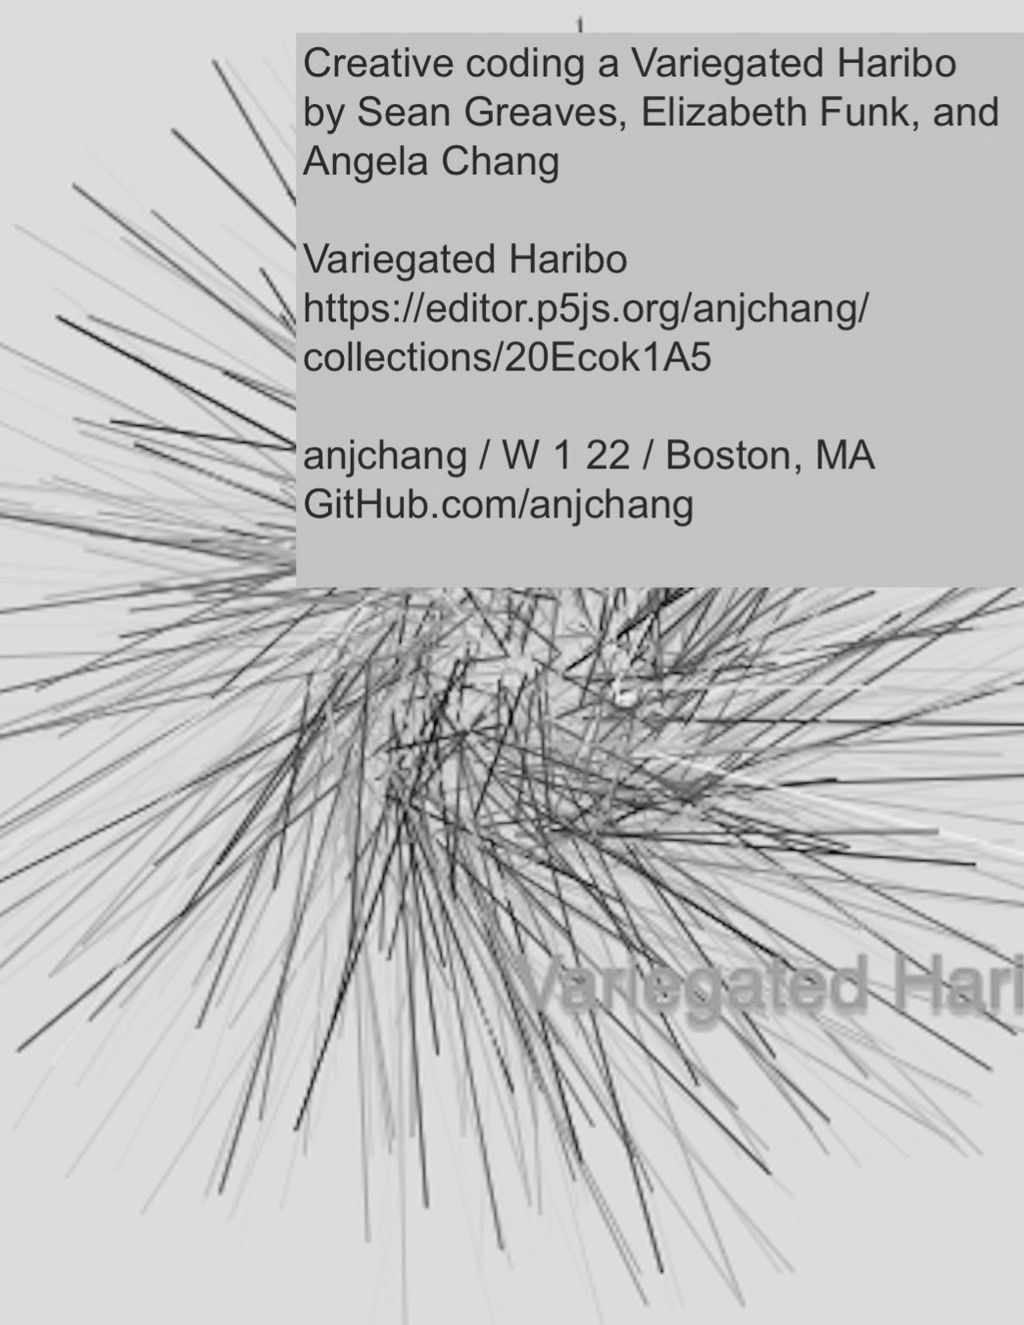 Creative coding a Variegated Haribo
by Sean Greaves, Elizabeth Funk, and
Angela Chang
Variegated Haribo
https://editor.p5js.org/anjchang/
collections/20Ecok1A5
anjchang / W 1 22 / Boston, MA
GitHub.com/anjchang
Variegated Hari